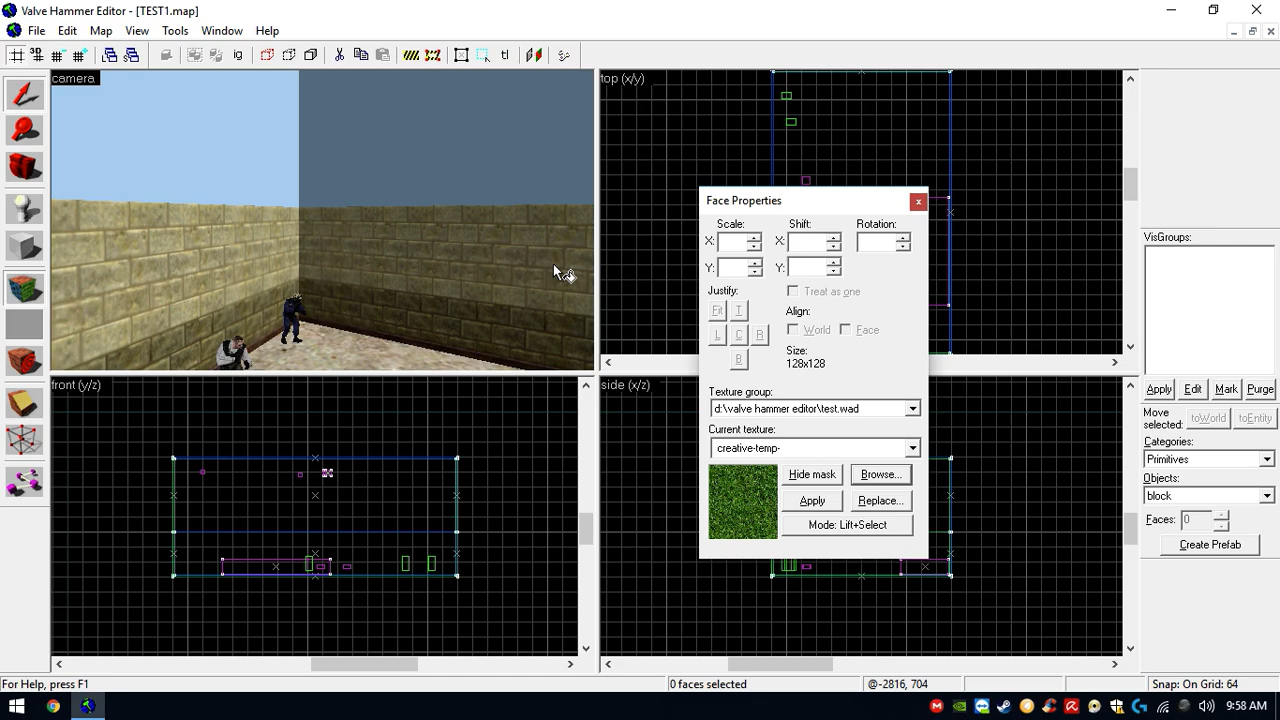 Valve Hammer Editor - [TEST1.map]
File Edit Map View Tools Window Help
3D ig tl
camera
top (x/y)
Face Properties
x
Scale: Shift: Rotation:
X: X:
Y: Y:
Justify:
Treat as one
Fit T
Align:
L C R
World Face
B
Size:
128x128
Texture group:
d:\valve hammer editor\test.wad
Current texture:
creative-temp-
Hide mask Browse...
Apply Replace...
Mode: Lift+Select
VisGroups:
Apply Edit Mark Purge
Move selected: toWorld toEntity
Categories:
Primitives
Objects:
block
Faces: 0
Create Prefab
front (y/z)
side (x/z)
For Help, press F1
0 faces selected
@-2816, 704
Snap: On Grid: 64
9:58 AM